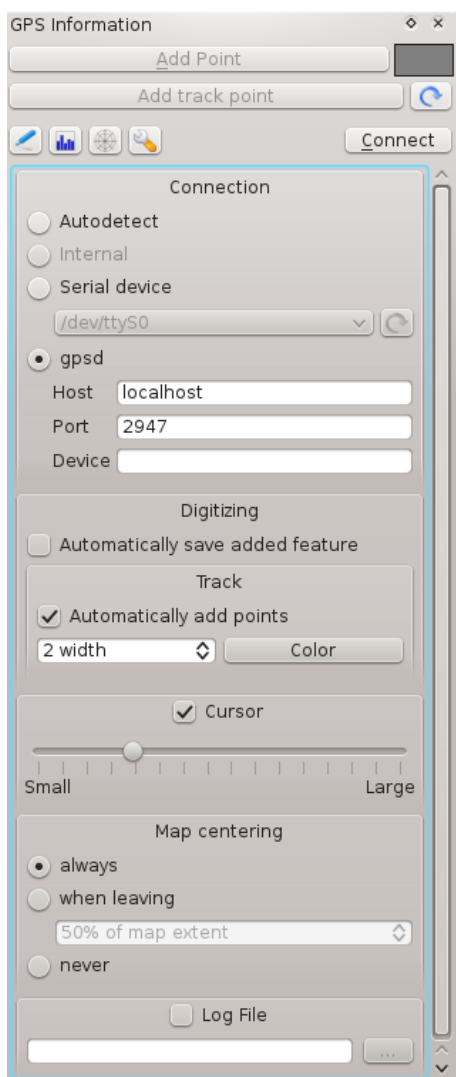 GPS Information
Add Point
Add track point
Connect
Connection
Autodetect
Internal
Serial device
/dev/ttyS0
gpsd
Host localhost
Port 2947
Device
Digitizing
Automatically save added feature
Track
Automatically add points
2 width Color
Cursor
Small Large
Map centering
always
when leaving
50% of map extent
never
Log File
...